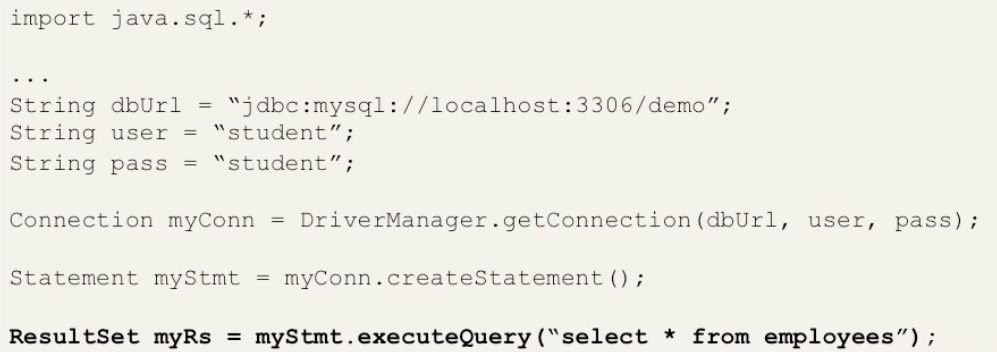 import java.sql.*;
...
String dbUrl = “jdbc:mysql://localhost:3306/demo”;
String user = “student”;
String pass = “student”;
Connection myConn = DriverManager.getConnection(dbUrl, user, pass);
Statement myStmt = myConn.createStatement();
ResultSet myRs = myStmt.executeQuery(“select * from employees”);